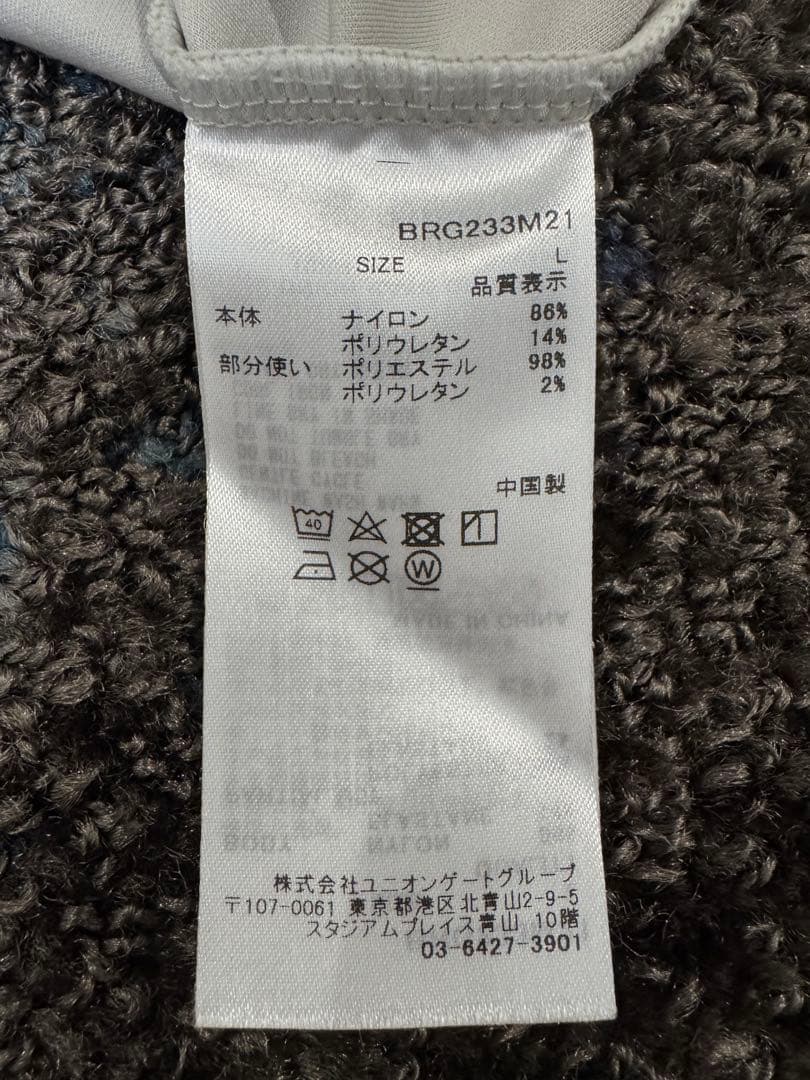 BRG233M21
SIZE L
品質表示
本体 ナイロン 86%
ポリウレタン 14%
部分使い ポリエステル 98%
ポリウレタン 2%
中国製
40
W
株式会社ユニオンゲートグループ
〒107-0061 東京都港区北青山2-9-5
スタジアムプレイス青山 10階
03-6427-3901